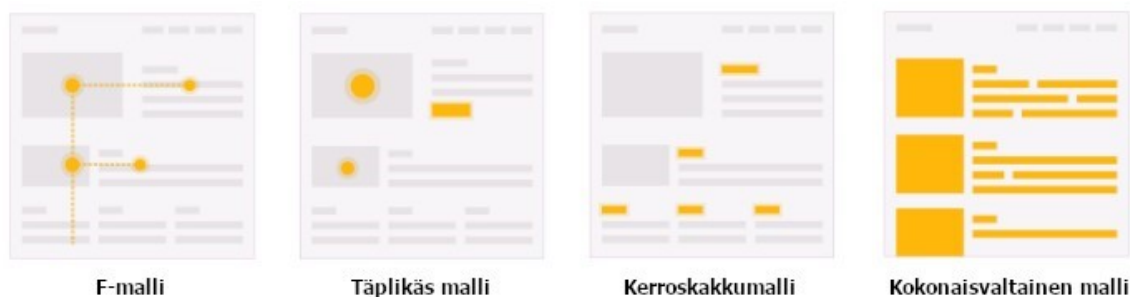 F-malli
Täplikäs malli
Kerroskakkumalli
Kokonaisvaltainen malli